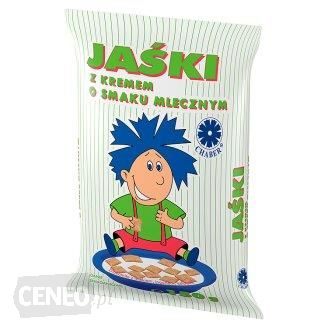 JAŚKI
Z KREMEM
O SMAKU MLECZNYM
CHABER
JAŚKI
CENEO.pl